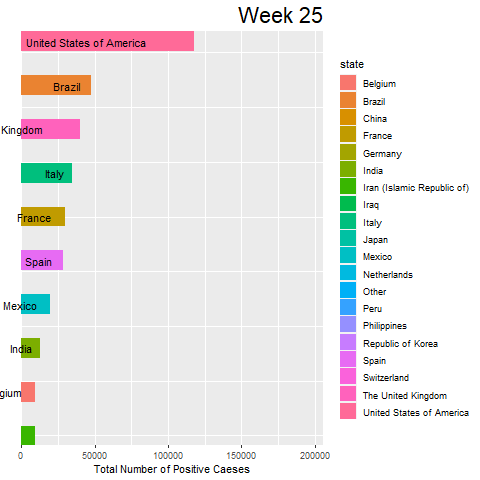 Week 25
United States of America
Brazil
Kingdom
Italy
France
Spain
Mexico
India
gium
0 50000 100000 150000 200000
Total Number of Positive Caeses
state
Belgium
Brazil
China
France
Germany
India
Iran (Islamic Republic of)
Iraq
Italy
Japan
Mexico
Netherlands
Other
Peru
Philippines
Republic of Korea
Spain
Switzerland
The United Kingdom
United States of America